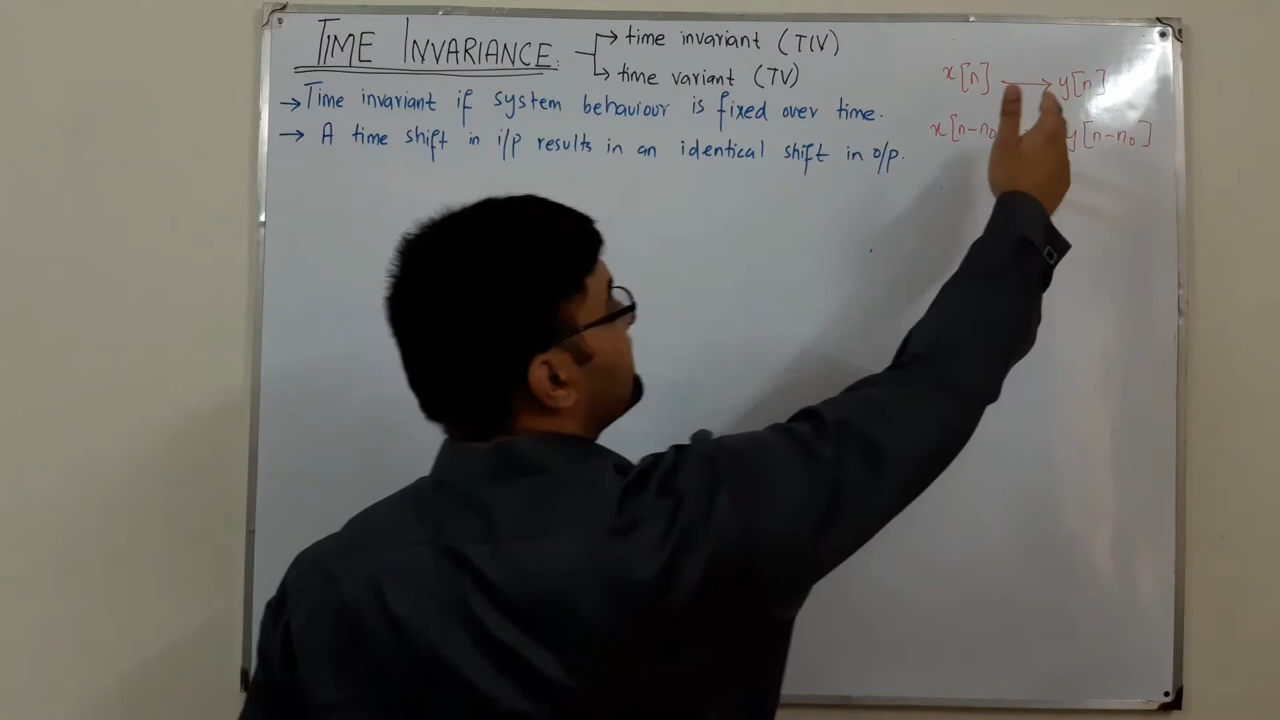 TIME INVARIANCE. → time invariant (TIV)
→ time variant (TV)
→ Time invariant if system behaviour is fixed over time.
→ A time shift in i/p results in an identical shift in o/p.
x[n] → y[n]
x[n-n₀ y[n-n₀]